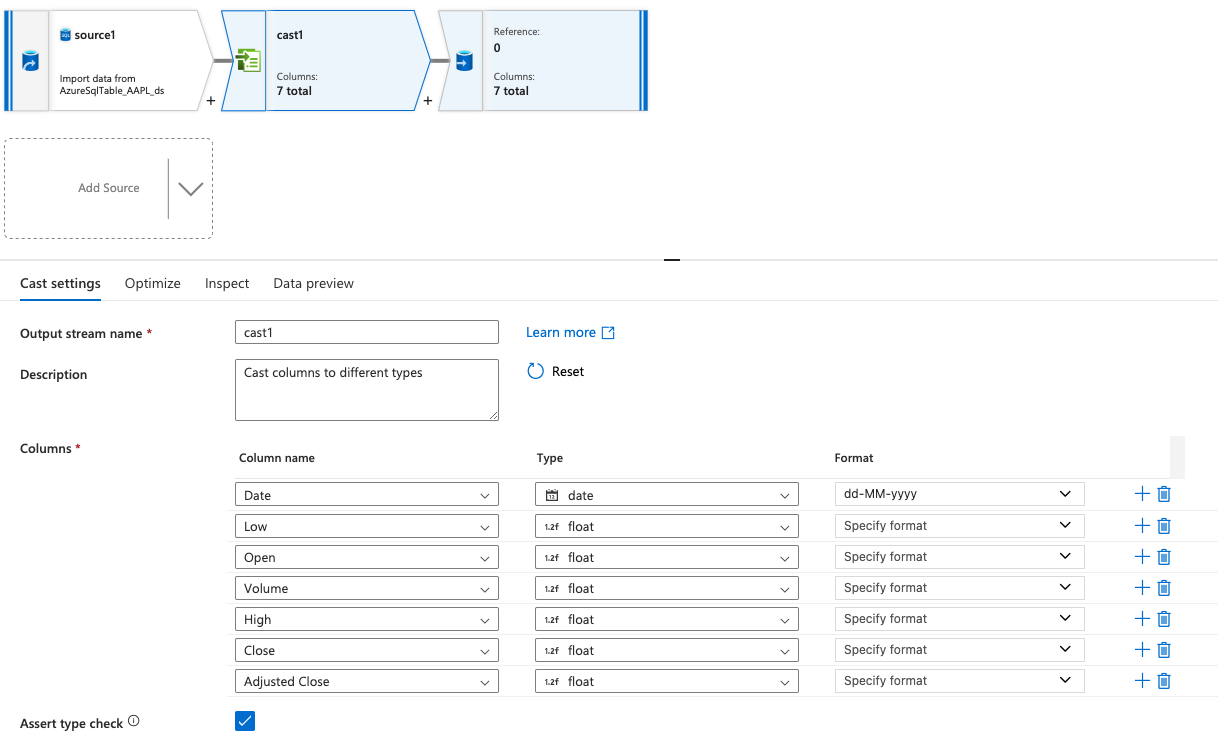 source1
Import data from
AzureSqlTable_AAPL_ds
+
cast1
Columns:
7 total
+
Reference:
0
Columns:
7 total
Add Source
Cast settings Optimize Inspect Data preview
Output stream name * cast1 Learn more
Description Cast columns to different types Reset
Columns *
Column name Type Format
Date 12 date dd-MM-yyyy
Low 1.2f float Specify format
Open 1.2f float Specify format
Volume 1.2f float Specify format
High 1.2f float Specify format
Close 1.2f float Specify format
Adjusted Close 1.2f float Specify format
Assert type check